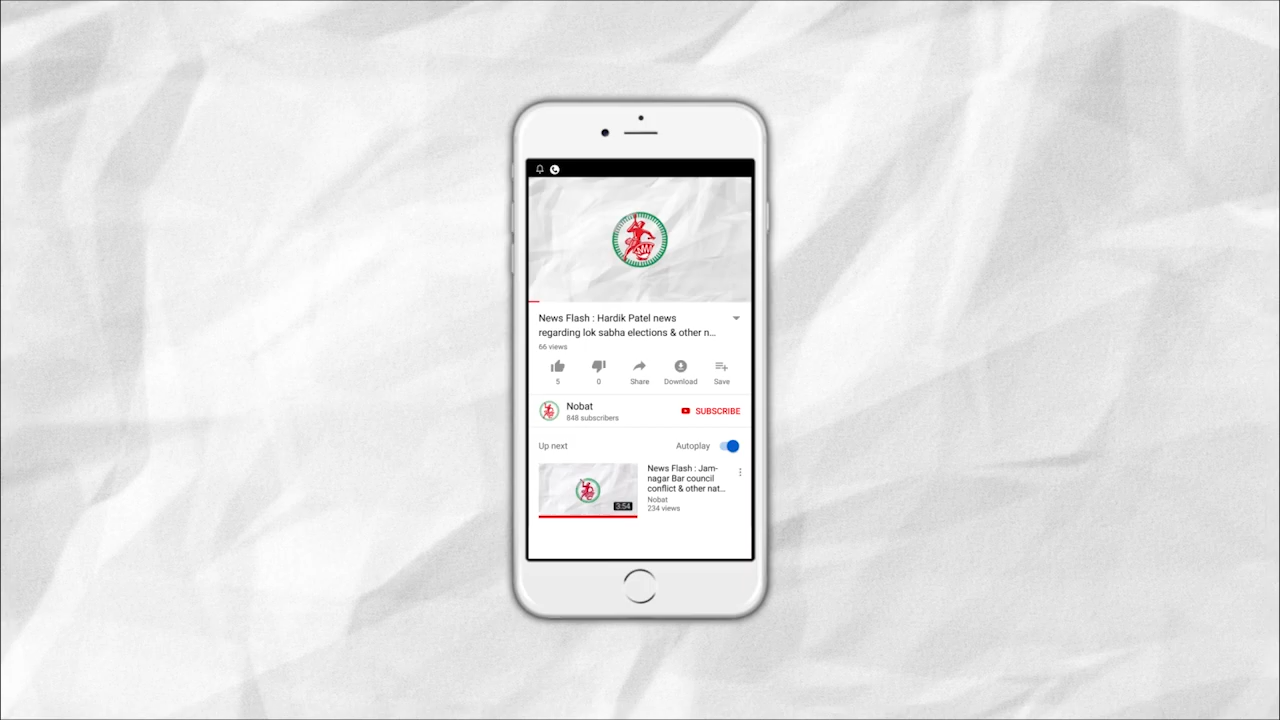 News Flash : Hardik Patel news
regarding lok sabha elections & other n...
66 views
5
0
Share
Download
Save
Nobat
848 subscribers
SUBSCRIBE
Up next
Autoplay
3:54
News Flash : Jam-
nagar Bar council
conflict & other nat...
Nobat
234 views